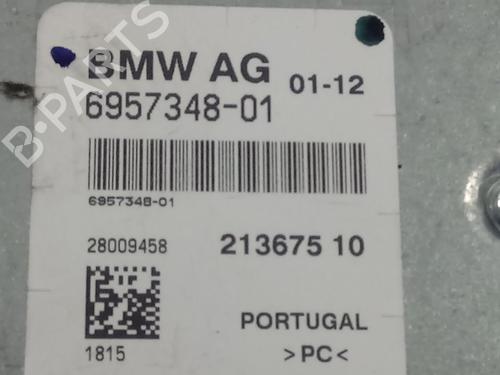 BMW AG 01-12
6957348-01
6957348-01
28009458 213675 10
PORTUGAL
1815 >PC<
B-PARTS